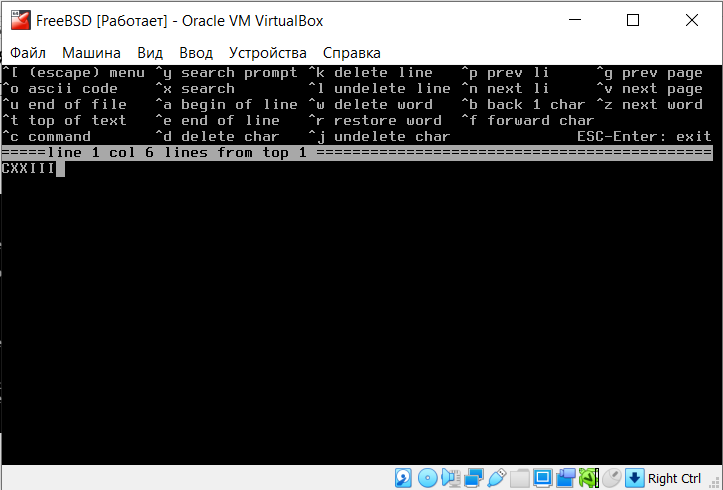 FreeBSD [Работает] - Oracle VM VirtualBox
Файл Машина Вид Ввод Устройства Справка
^[ (escape) menu ^y search prompt ^k delete line ^p prev li ^g prev page
^o ascii code ^x search ^l undelete line ^n next li ^v next page
^u end of file ^a begin of line ^w delete word ^b back 1 char ^z next word
^t top of text ^e end of line ^r restore word ^f forward char
^c command ^d delete char ^j undelete char ESC-Enter: exit
=====line 1 col 6 lines from top 1 ============================================
CXXIII
Right Ctrl